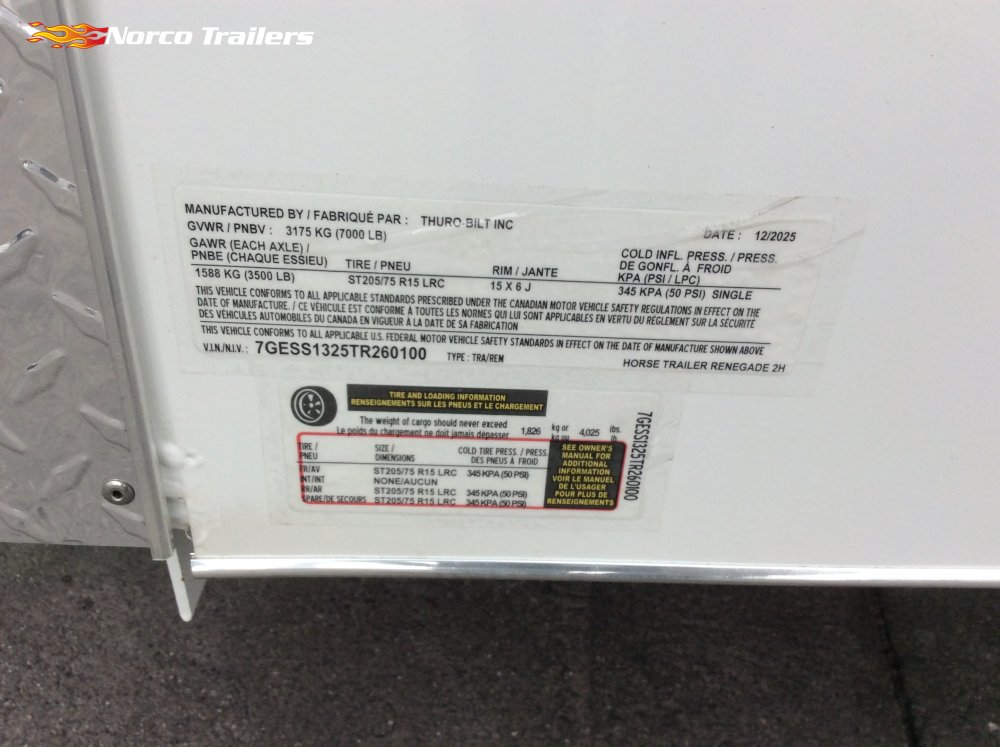 Norco Trailers
MANUFACTURED BY / FABRIQUÉ PAR : THURO-BILT INC
GVWR / PNBV : 3175 KG (7000 LB) DATE : 12/2025
GAWR (EACH AXLE) /
PNBE (CHAQUE ESSIEU) TIRE / PNEU RIM / JANTE COLD INFL. PRESS. / PRESS.
DE GONFL. À FROID
KPA (PSI / LPC)
1588 KG (3500 LB) ST205/75 R15 LRC 15 X 6 J 345 KPA (50 PSI) SINGLE
THIS VEHICLE CONFORMS TO ALL APPLICABLE STANDARDS PRESCRIBED UNDER THE CANADIAN MOTOR VEHICLE SAFETY REGULATIONS IN EFFECT ON THE
DATE OF MANUFACTURE. / CE VÉHICULE EST CONFORME À TOUTES LES NORMES QUI LUI SONT APPLICABLES EN VERTU DU RÈGLEMENT SUR LA SÉCURITÉ
DES VÉHICULES AUTOMOBILES DU CANADA EN VIGUEUR À LA DATE DE SA FABRICATION
THIS VEHICLE CONFORMS TO ALL APPLICABLE U.S. FEDERAL MOTOR VEHICLE SAFETY STANDARDS IN EFFECT ON THE DATE OF MANUFACTURE SHOWN ABOVE
V.I.N./N.I.V. : 7GESS1325TR260100 TYPE : TRA/REM HORSE TRAILER RENEGADE 2H
TIRE AND LOADING INFORMATION
RENSEIGNEMENTS SUR LES PNEUS ET LE CHARGEMENT
The weight of cargo should never exceed
Le poids du chargement ne doit jamais dépasser 1,826 kg or kg ou 4,025 lbs. lb.
TIRE / PNEU SIZE / DIMENSIONS COLD TIRE PRESS. / PRESS. DES PNEUS À FROID
FR/AV ST205/75 R15 LRC 345 KPA (50 PSI)
INT/INT NONE/AUCUN
RR/AR ST205/75 R15 LRC 345 KPA (50 PSI)
SPARE/DE SECOURS ST205/75 R15 LRC 345 KPA (50 PSI)
SEE OWNER'S
MANUAL FOR
ADDITIONAL
INFORMATION
VOIR LE MANUEL
DE L'USAGER
POUR PLUS DE
RENSEIGNEMENTS
7GESS1325TR260100